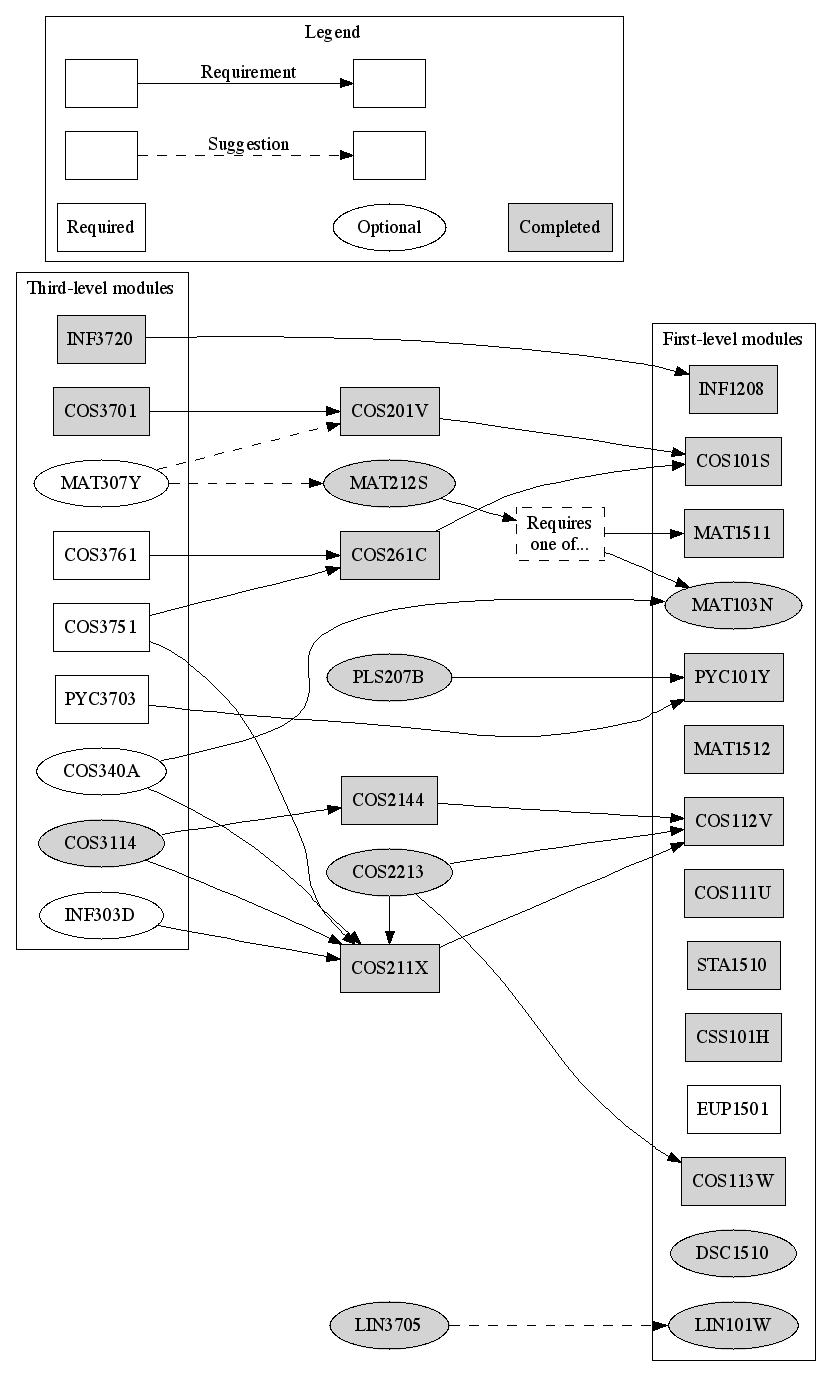 Legend
Requirement
Suggestion
Required
Optional
Completed
Third-level modules
INF3720
COS3701
MAT307Y
COS3761
COS3751
PYC3703
COS340A
COS3114
INF303D
COS201V
MAT212S
COS261C
Requires
one of...
PLS207B
COS2144
COS2213
COS211X
LIN3705
First-level modules
INF1208
COS101S
MAT1511
MAT103N
PYC101Y
MAT1512
COS112V
COS111U
STA1510
CSS101H
EUP1501
COS113W
DSC1510
LIN101W